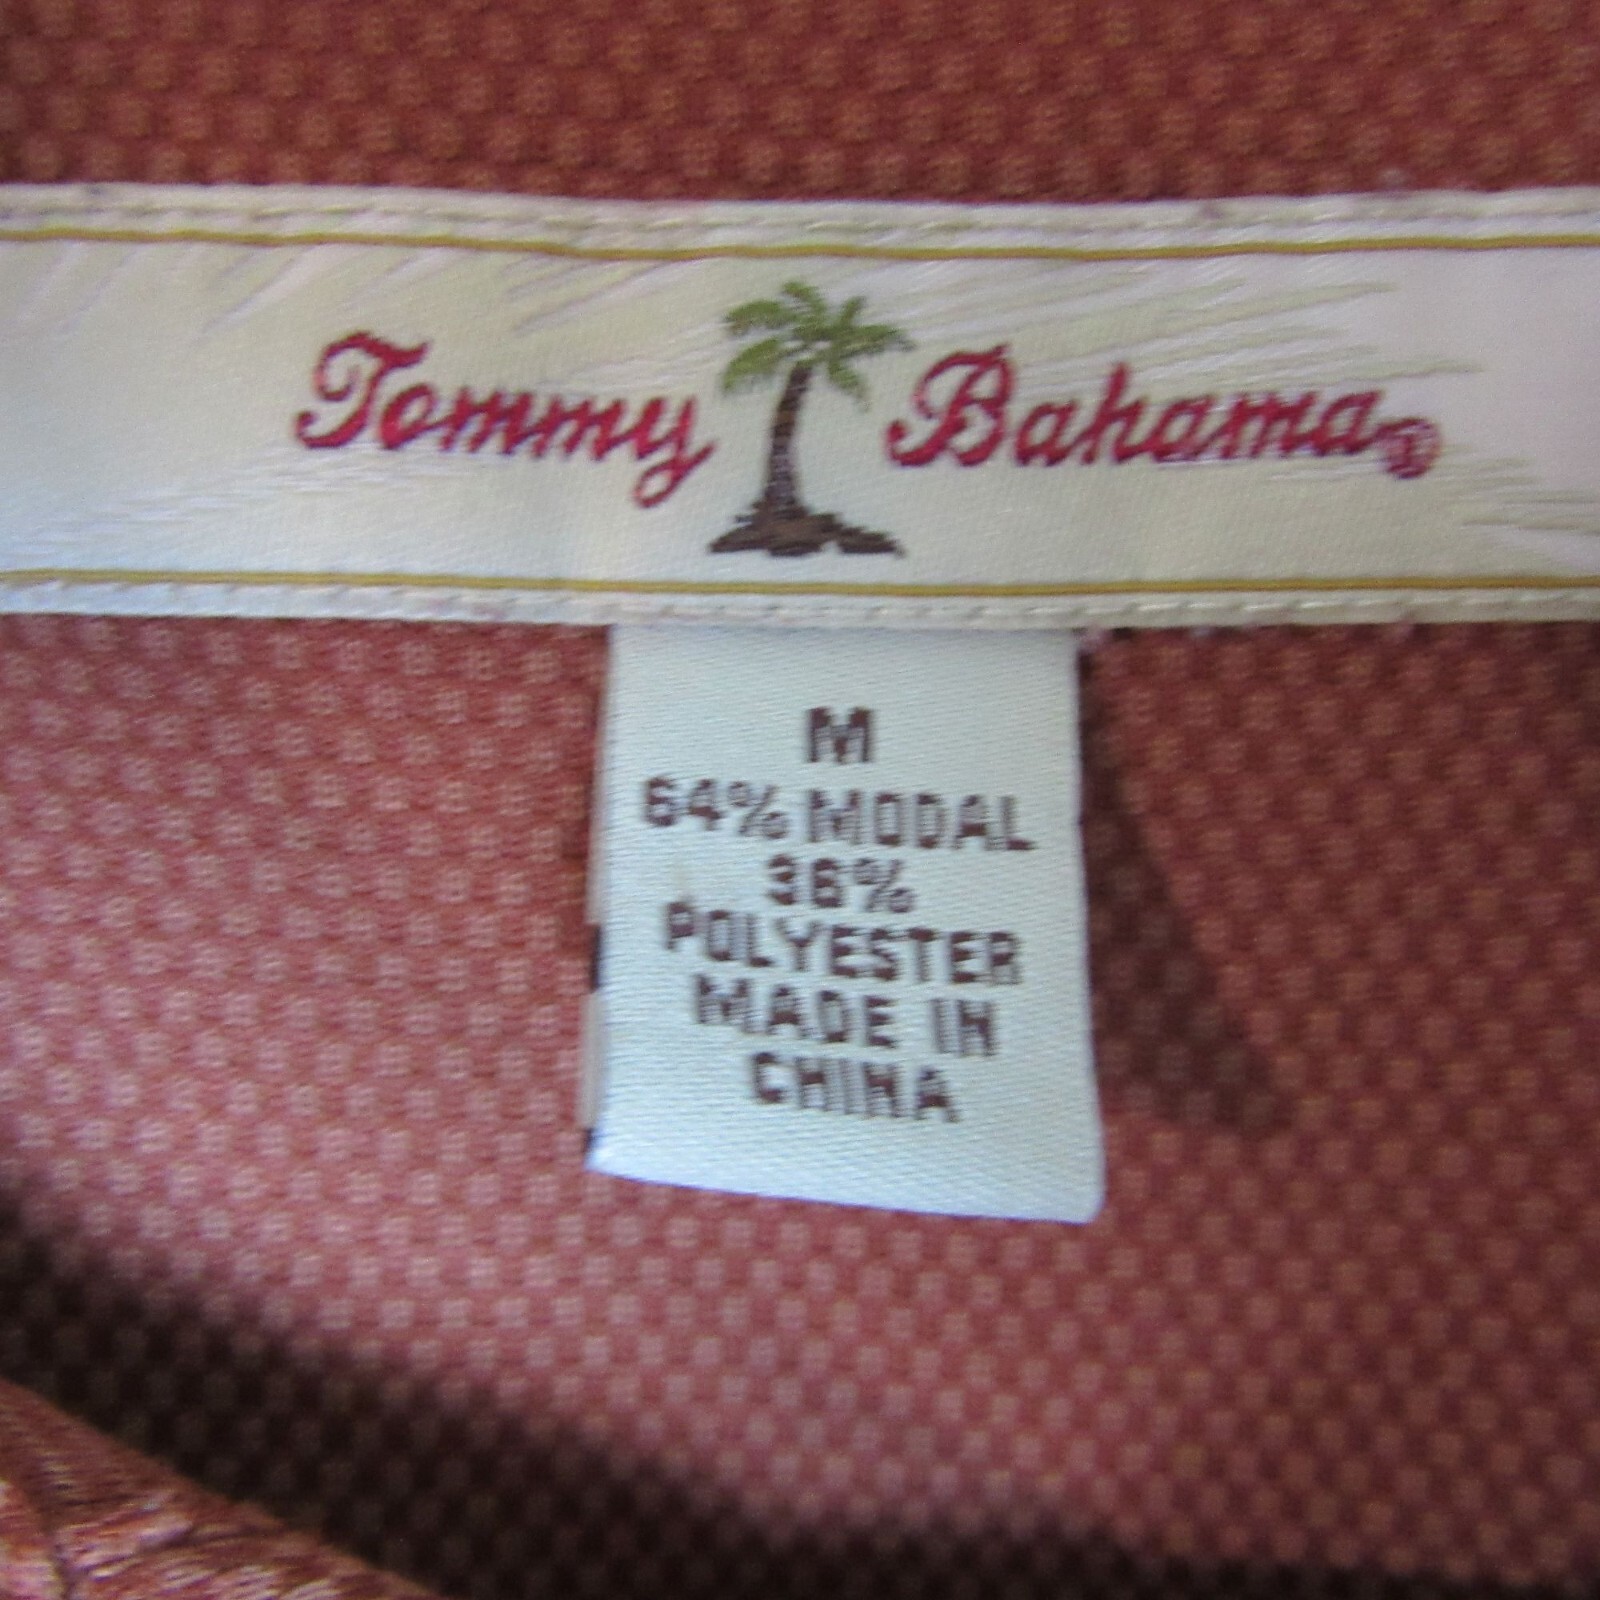 Tommy Bahama®
M
64% MODAL
36%
POLYESTER
MADE IN
CHINA